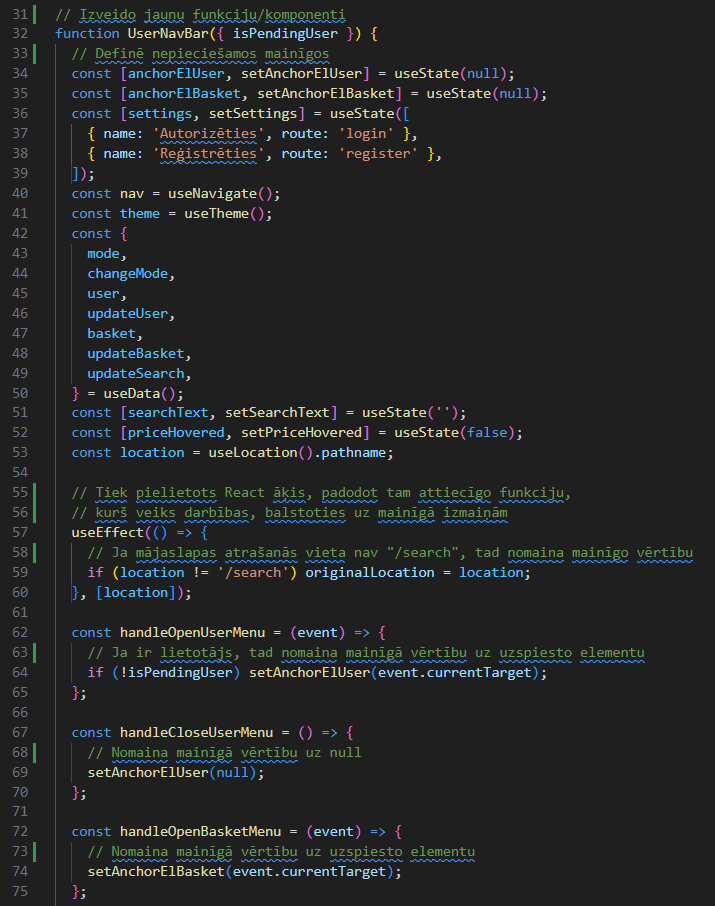 31 // Izveido jaunu funkciju/komponenti
32 function UserNavBar({ isPendingUser }) {
33   // Definē nepieciešamos mainīgos
34   const [anchorElUser, setAnchorElUser] = useState(null);
35   const [anchorElBasket, setAnchorElBasket] = useState(null);
36   const [settings, setSettings] = useState([
37     { name: 'Autorizēties', route: 'login' },
38     { name: 'Reģistrēties', route: 'register' },
39   ]);
40   const nav = useNavigate();
41   const theme = useTheme();
42   const {
43     mode,
44     changeMode,
45     user,
46     updateUser,
47     basket,
48     updateBasket,
49     updateSearch,
50   } = useData();
51   const [searchText, setSearchText] = useState('');
52   const [priceHovered, setPriceHovered] = useState(false);
53   const location = useLocation().pathname;
54
55   // Tiek pielietots React āķis, padodot tam attiecīgo funkciju,
56   // kurš veiks darbības, balstoties uz mainīgā izmaiņām
57   useEffect(() => {
58     // Ja mājaslapas atrašanās vieta nav "/search", tad nomaina mainīgo vērtību
59     if (location != '/search') originalLocation = location;
60   }, [location]);
61
62   const handleOpenUserMenu = (event) => {
63     // Ja ir lietotājs, tad nomaina mainīgā vērtību uz uzspiesto elementu
64     if (!isPendingUser) setAnchorElUser(event.currentTarget);
65   };
66
67   const handleCloseUserMenu = () => {
68     // Nomaina mainīgā vērtību uz null
69     setAnchorElUser(null);
70   };
71
72   const handleOpenBasketMenu = (event) => {
73     // Nomaina mainīgā vērtību uz uzspiesto elementu
74     setAnchorElBasket(event.currentTarget);
75   };